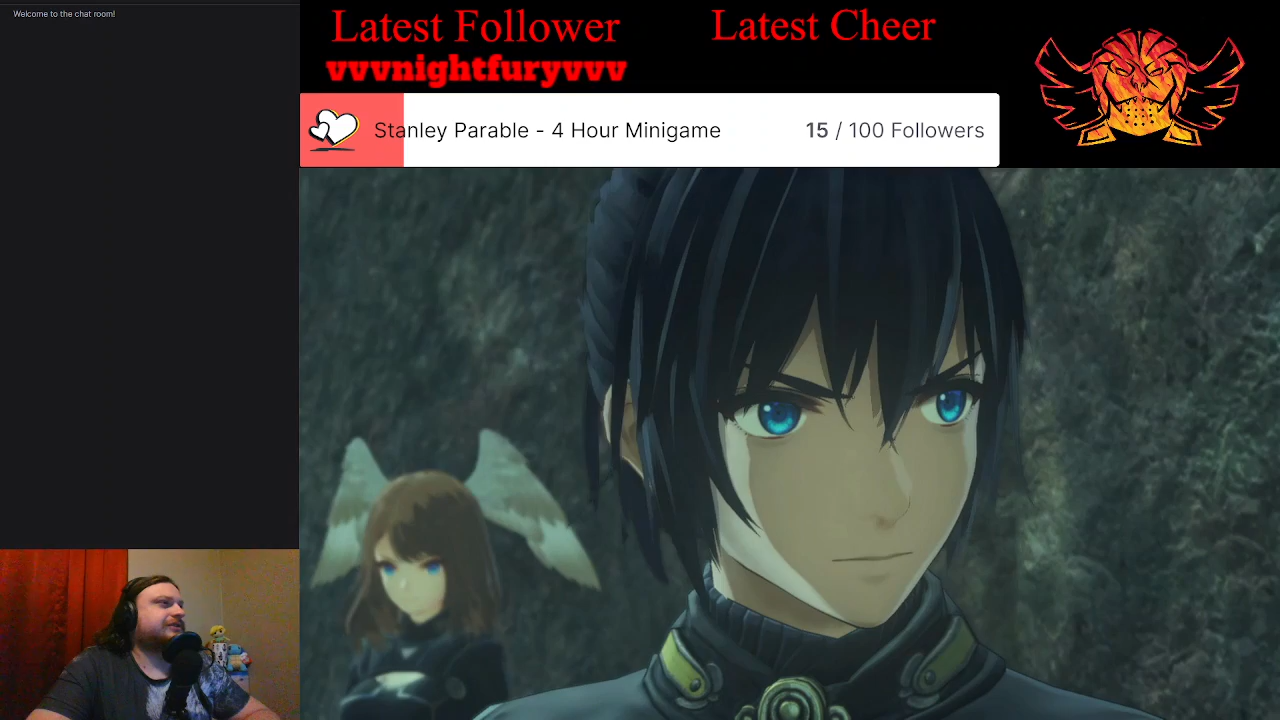 Welcome to the chat room!
Latest Follower
vvvnightfuryvvv
Latest Cheer
Stanley Parable - 4 Hour Minigame
15 / 100 Followers